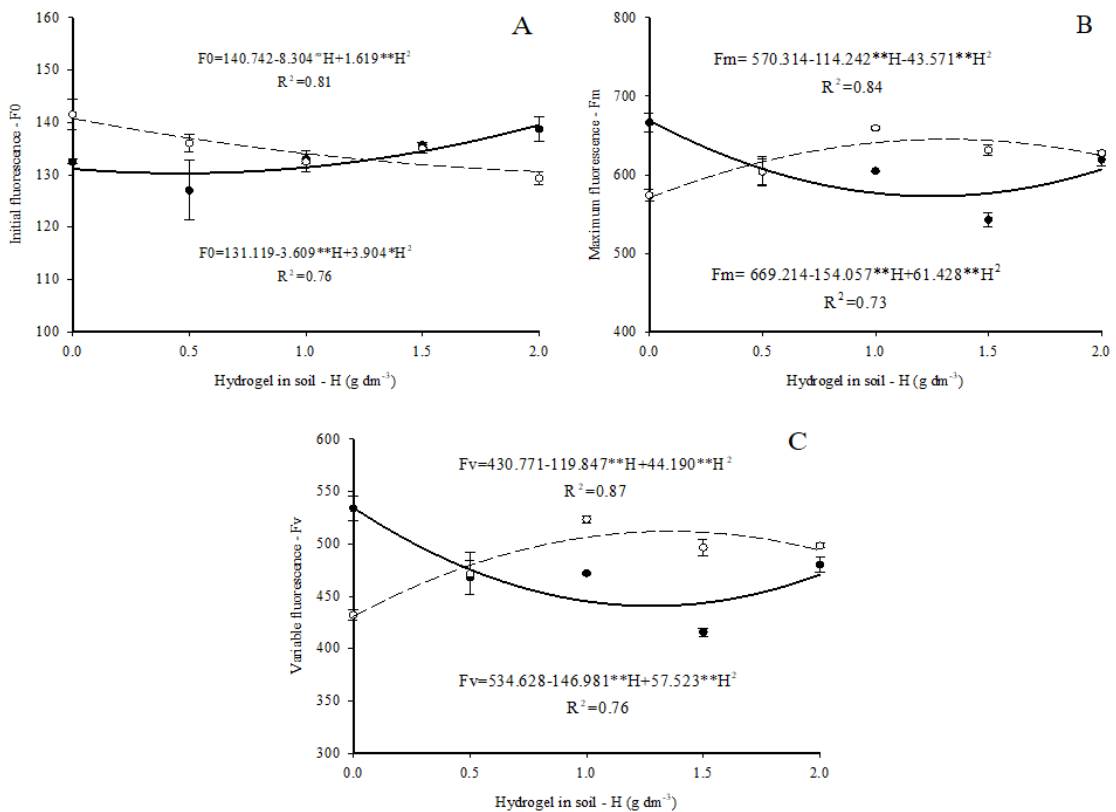 A
F0=140.742-8.304ⁿˢH+1.619**H²
R²=0.81
F0=131.119-3.609**H+3.904*H²
R²=0.76
Initial fluorescence - F0
160
150
140
130
120
110
100
0.0 0.5 1.0 1.5 2.0
Hydrogel in soil - H (g dm⁻³)
B
Fm= 570.314-114.242**H-43.571**H²
R²=0.84
Fm= 669.214-154.057**H+61.428**H²
R²=0.73
Maximum fluorescence - Fm
800
700
600
500
400
0.0 0.5 1.0 1.5 2.0
Hydrogel in soil - H (g dm⁻³)
C
Fv=430.771-119.847**H+44.190**H²
R²=0.87
Fv=534.628-146.981**H+57.523**H²
R²=0.76
Variable fluorescence - Fv
600
550
500
450
400
350
300
0.0 0.5 1.0 1.5 2.0
Hydrogel in soil - H (g dm⁻³)